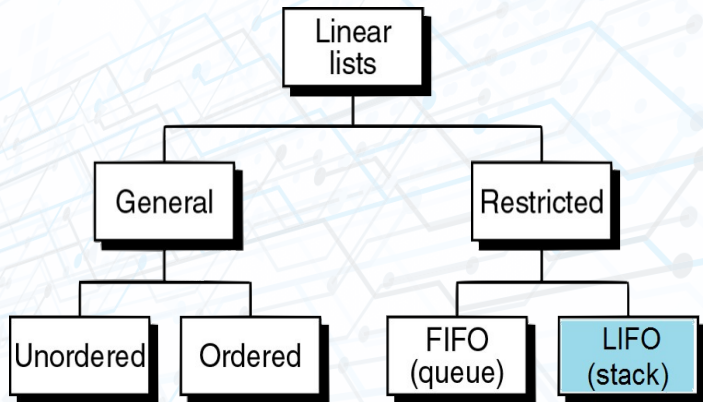 Linear
lists
General
Restricted
Unordered
Ordered
FIFO
(queue)
LIFO
(stack)